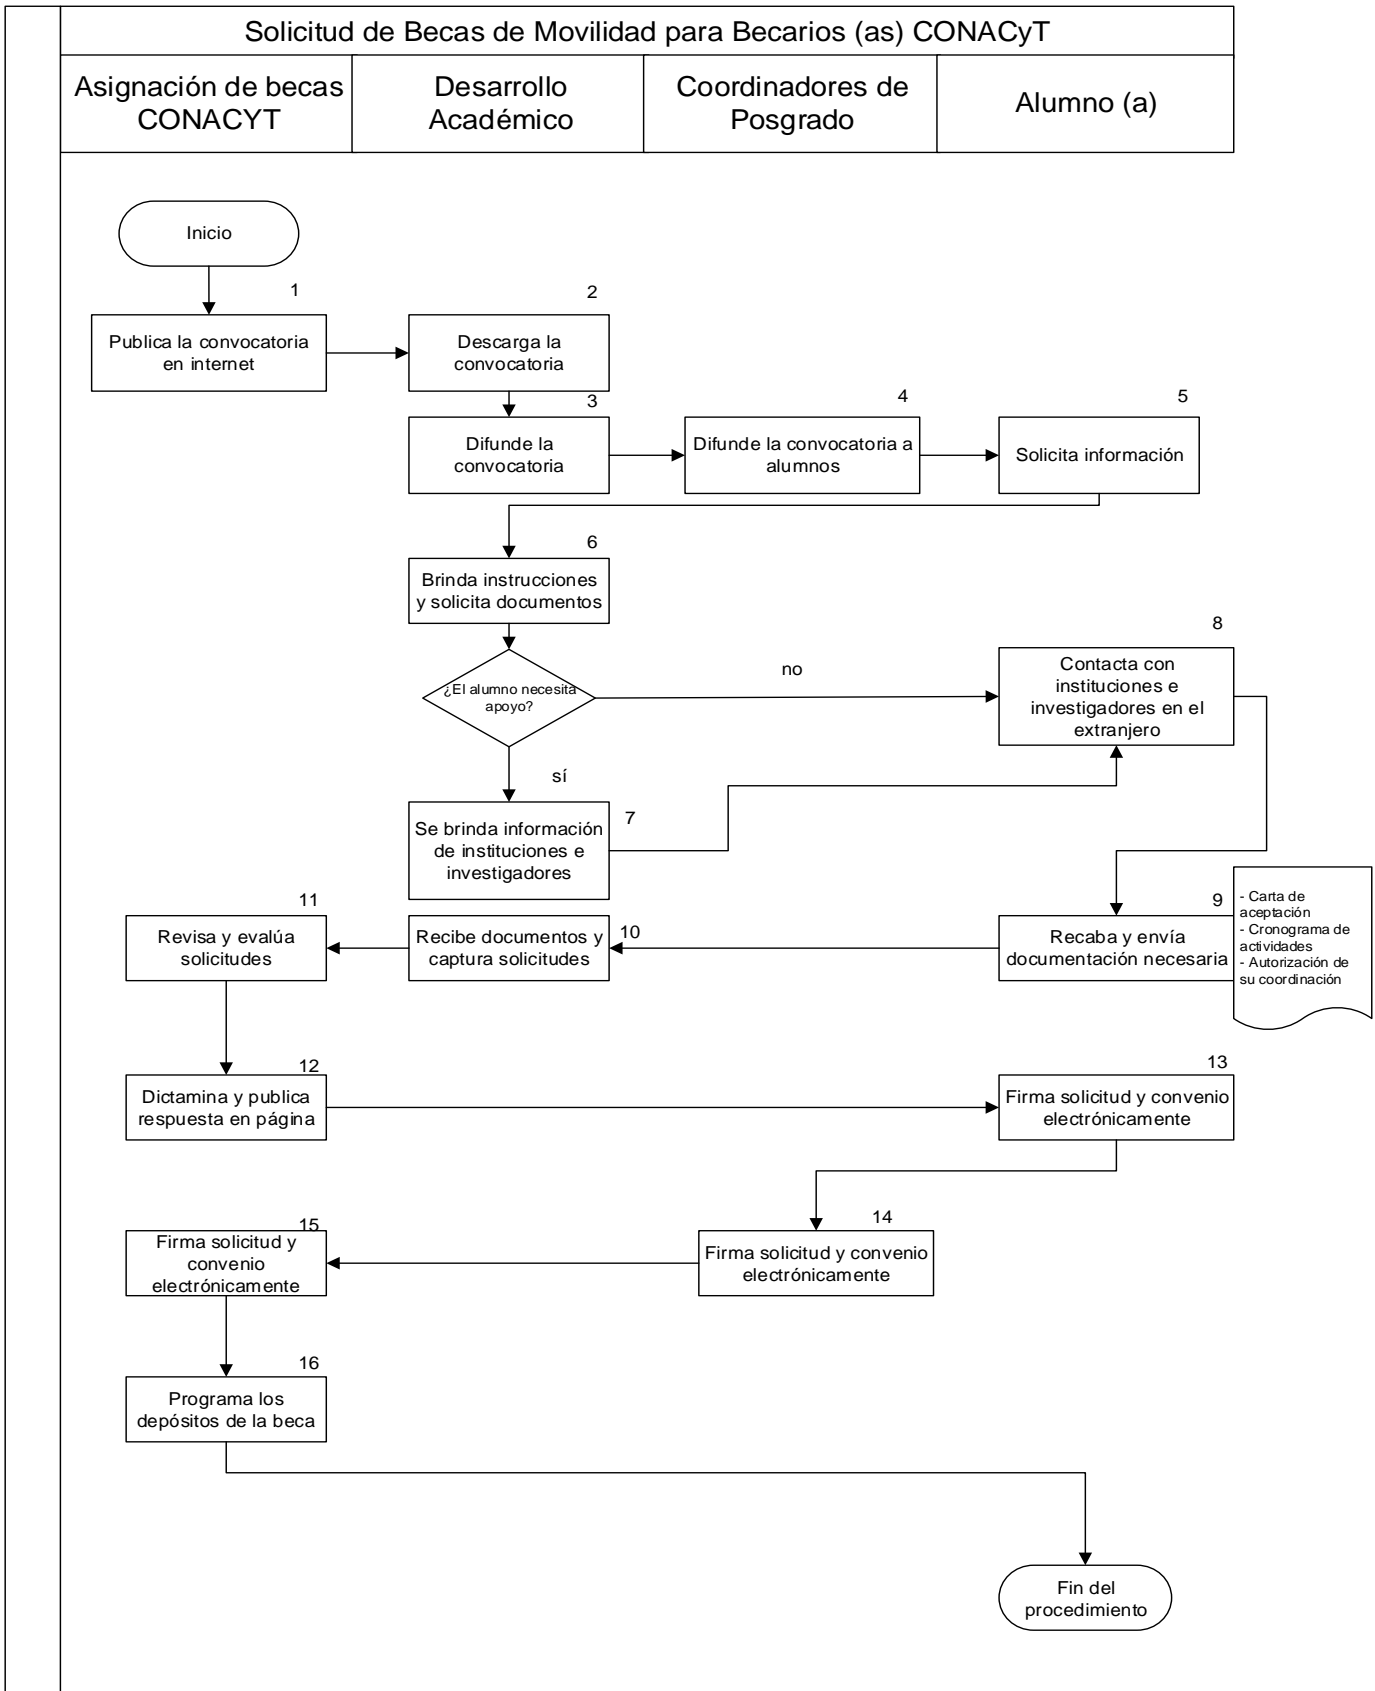 Solicitud de Becas de Movilidad para Becarios (as) CONACyT
Asignación de becas
CONACYT
Desarrollo
Académico
Coordinadores de
Posgrado
Alumno (a)
Inicio
1
Publica la convocatoria
en internet
2
Descarga la
convocatoria
3
Difunde la
convocatoria
4
Difunde la convocatoria a
alumnos
5
Solicita información
6
Brinda instrucciones
y solicita documentos
¿El alumno necesita
apoyo?
no
sí
7
Se brinda información
de instituciones e
investigadores
8
Contacta con
instituciones e
investigadores en el
extranjero
9
Recaba y envía
documentación necesaria
- Carta de
aceptación
- Cronograma de
actividades
- Autorización de
su coordinación
10
Recibe documentos y
captura solicitudes
11
Revisa y evalúa
solicitudes
12
Dictamina y publica
respuesta en página
13
Firma solicitud y convenio
electrónicamente
14
Firma solicitud y convenio
electrónicamente
15
Firma solicitud y
convenio
electrónicamente
16
Programa los
depósitos de la beca
Fin del
procedimiento